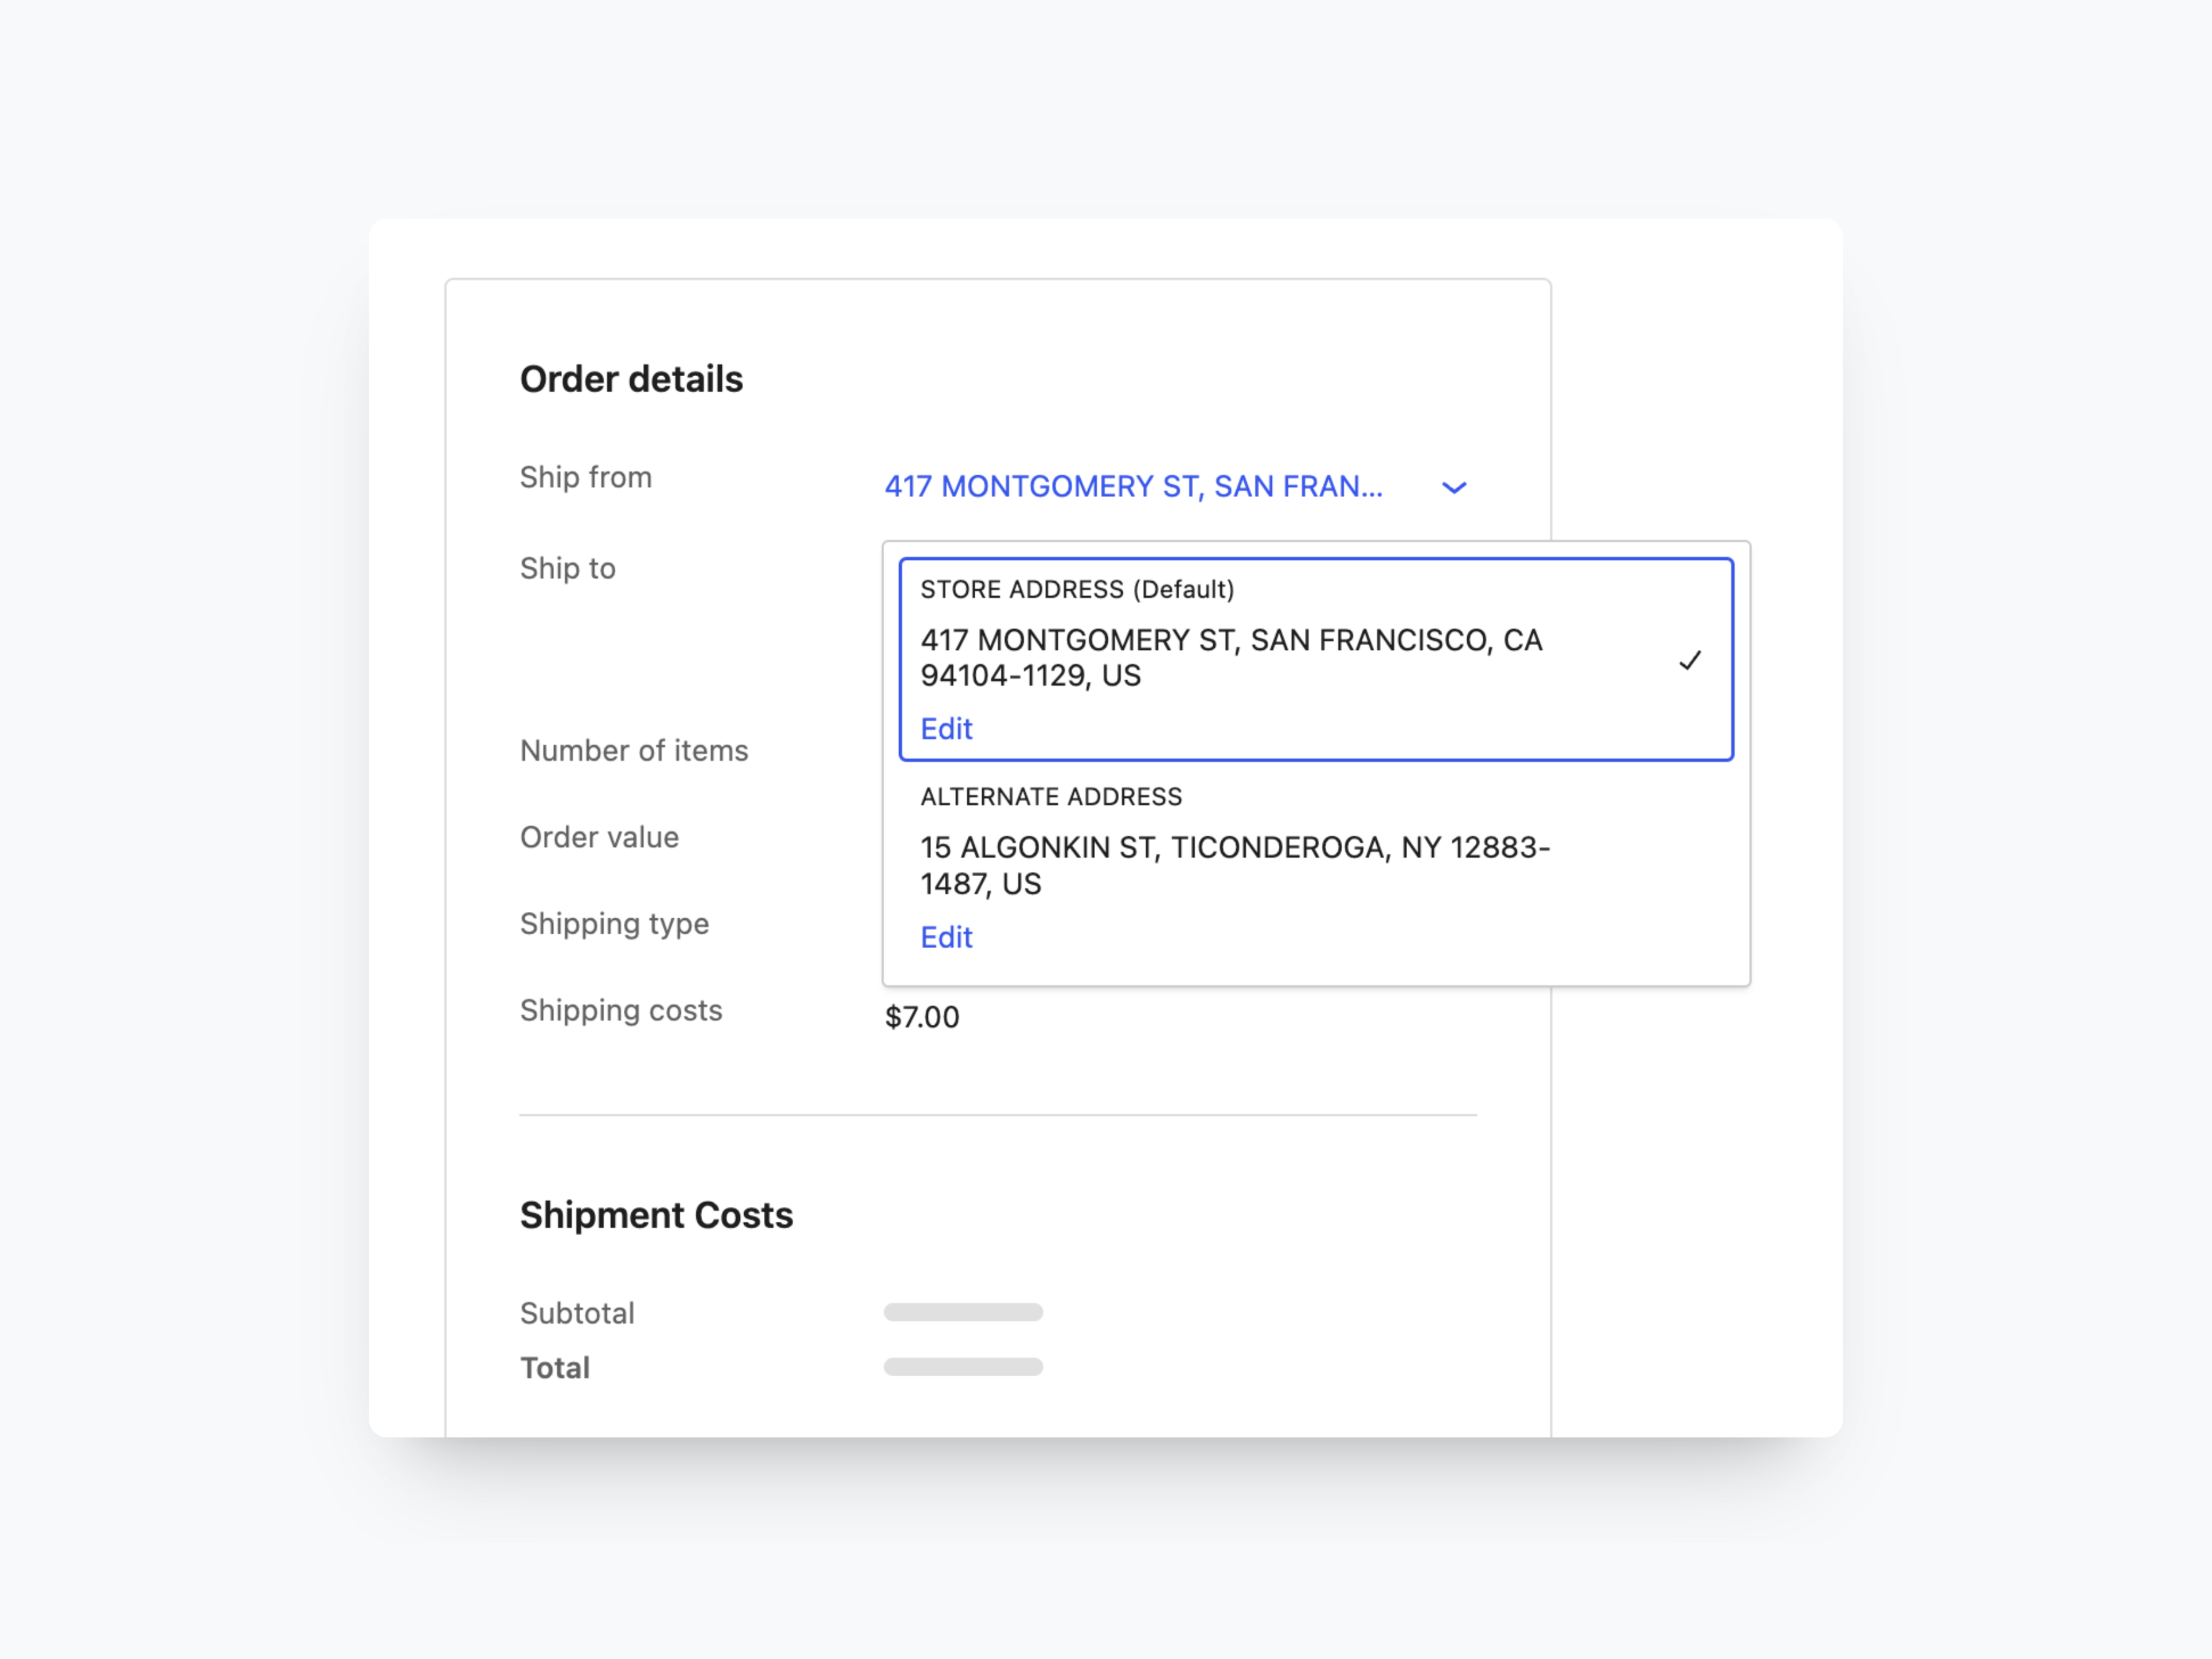 Order details
Ship from
417 MONTGOMERY ST, SAN FRAN...
Ship to
STORE ADDRESS (Default)
417 MONTGOMERY ST, SAN FRANCISCO, CA
94104-1129, US
Edit
Number of items
ALTERNATE ADDRESS
Order value
15 ALGONKIN ST, TICONDEROGA, NY 12883-
1487, US
Shipping type
Edit
Shipping costs
$7.00
Shipment Costs
Subtotal
Total